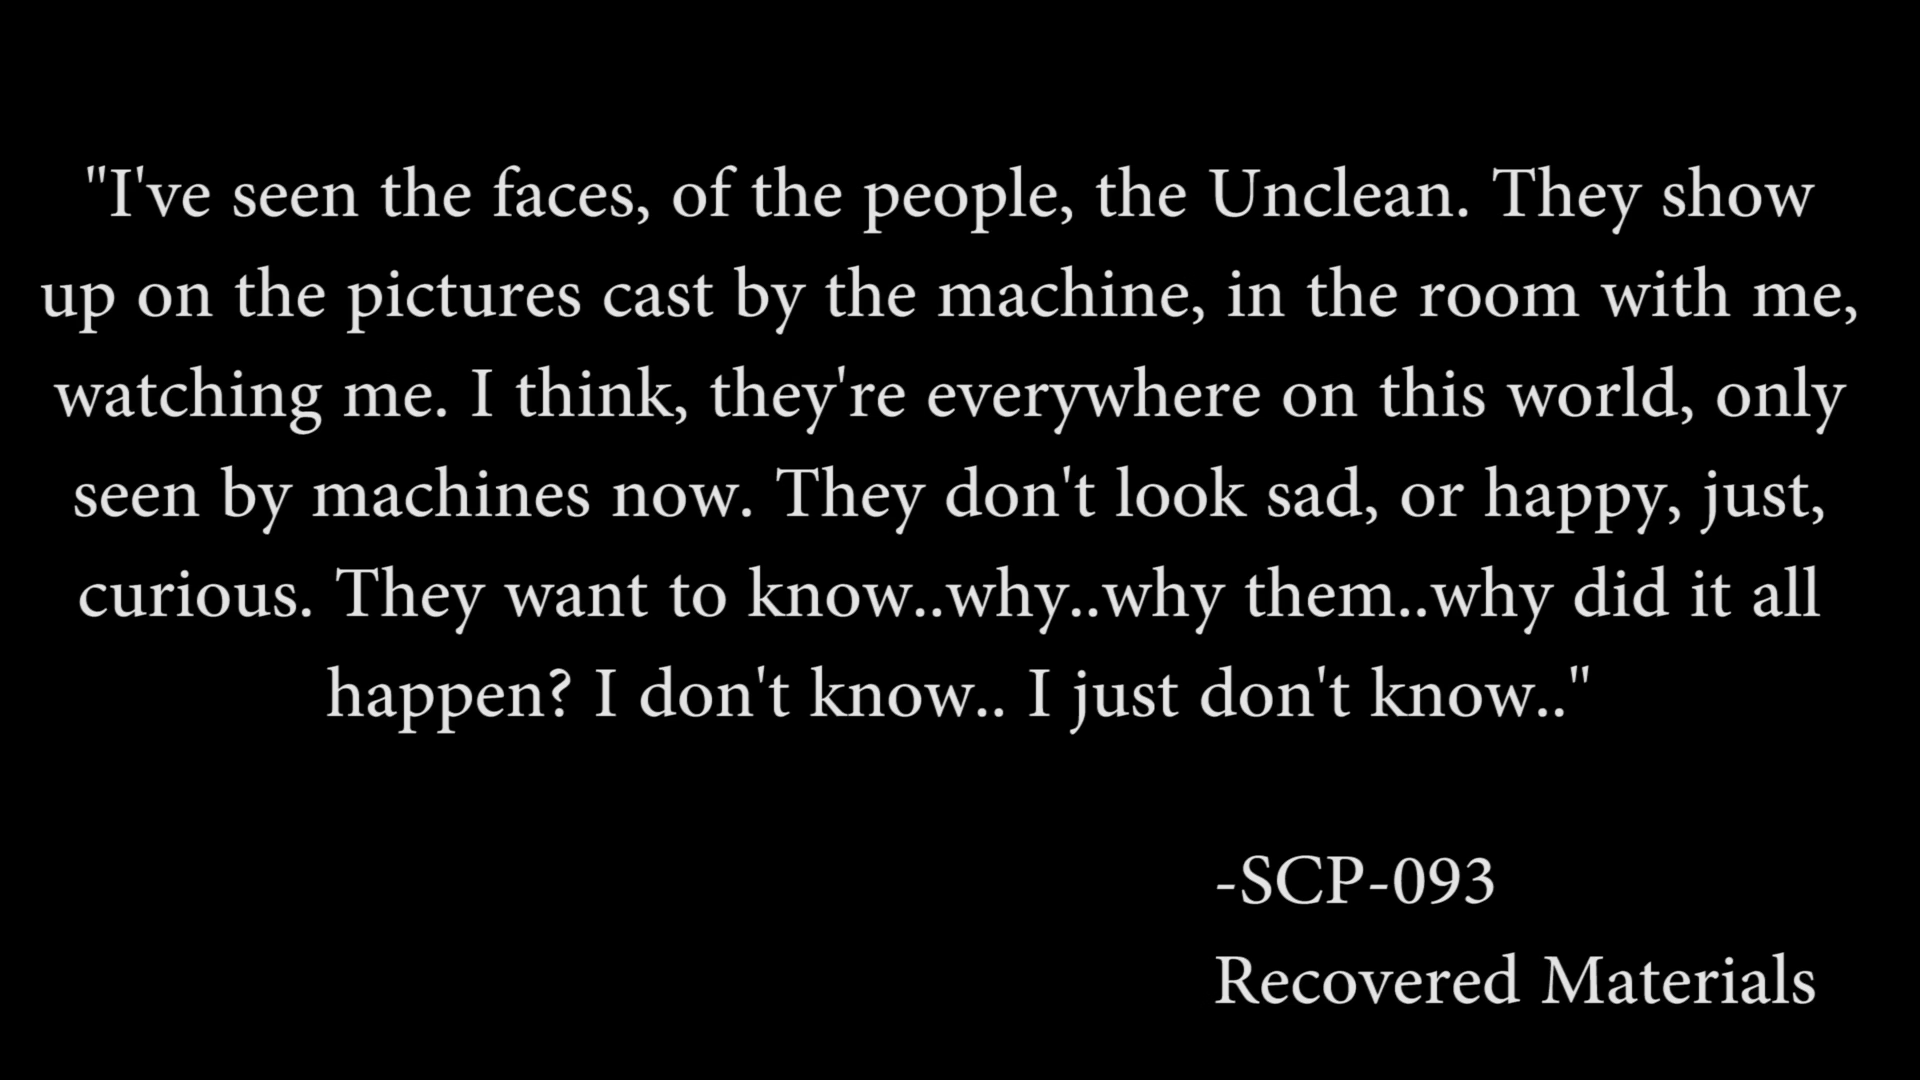 "I've seen the faces, of the people, the Unclean. They show
up on the pictures cast by the machine, in the room with me,
watching me. I think, they're everywhere on this world, only
seen by machines now. They don't look sad, or happy, just,
curious. They want to know..why..why them..why did it all
happen? I don't know.. I just don't know.."
-SCP-093
Recovered Materials